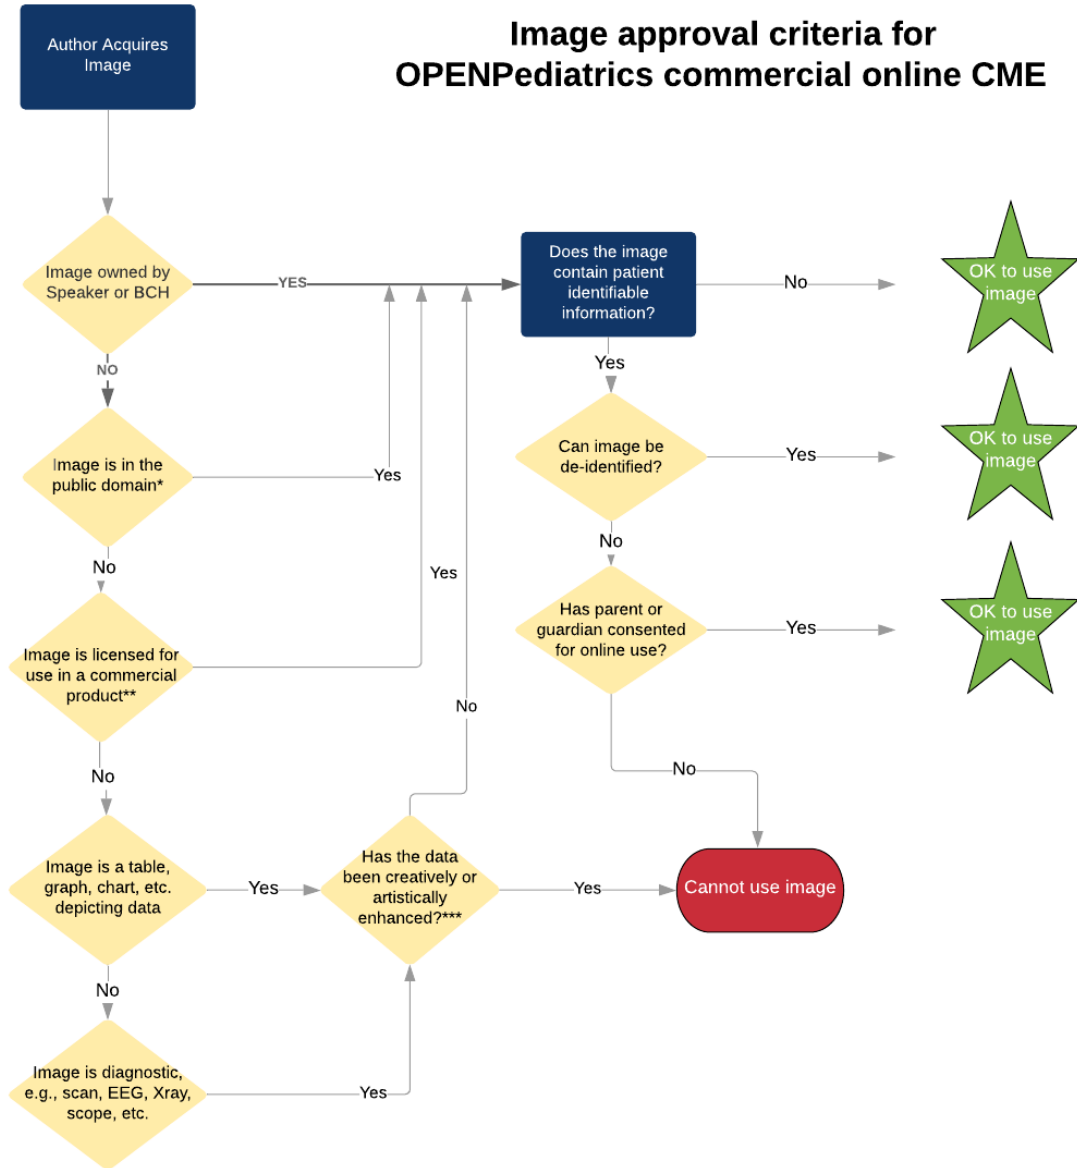 Image approval criteria for
OPENPediatrics commercial online CME
Author Acquires
Image
Image owned by
Speaker or BCH
YES
NO
Does the image
contain patient
identifiable
information?
No
OK to use
image
Yes
Image is in the
public domain*
Yes
No
Can image be
de-identified?
Yes
OK to use
image
No
Image is licensed for
use in a commercial
product**
Yes
No
Has parent or
guardian consented
for online use?
Yes
OK to use
image
No
Image is a table,
graph, chart, etc.
depicting data
Yes
No
Has the data
been creatively or
artistically
enhanced?***
No
Yes
Cannot use image
Image is diagnostic,
e.g., scan, EEG, Xray,
scope, etc.
Yes